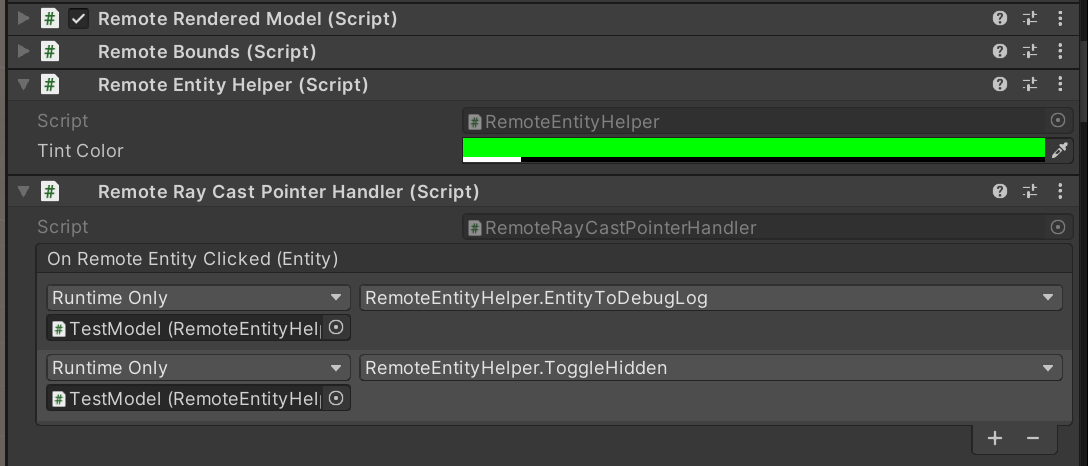 Remote Rendered Model (Script)
Remote Bounds (Script)
Remote Entity Helper (Script)
Script RemoteEntityHelper
Tint Color
Remote Ray Cast Pointer Handler (Script)
Script RemoteRayCastPointerHandler
On Remote Entity Clicked (Entity)
Runtime Only RemoteEntityHelper.EntityToDebugLog
TestModel (RemoteEntityHel
Runtime Only RemoteEntityHelper.ToggleHidden
TestModel (RemoteEntityHel